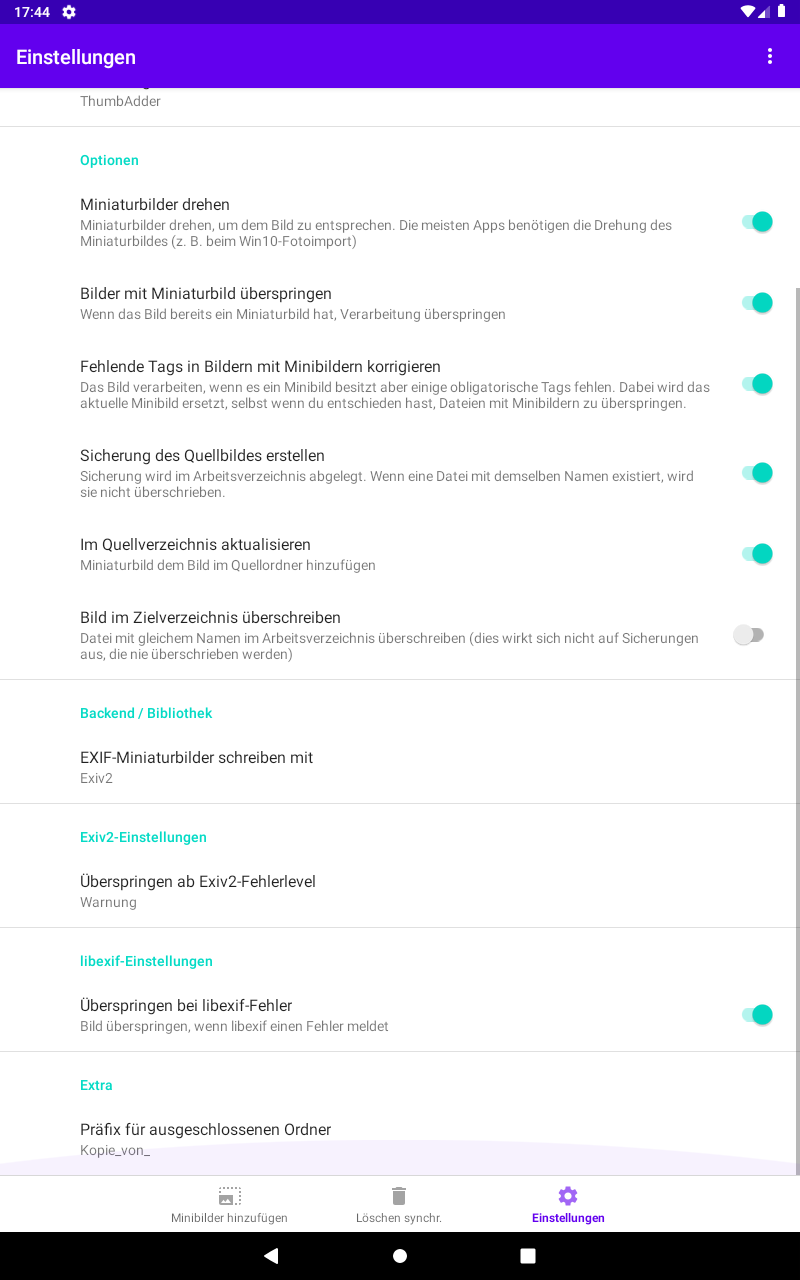 17:44
Einstellungen
ThumbAdder
Optionen
Miniaturbilder drehen
Miniaturbilder drehen, um dem Bild zu entsprechen. Die meisten Apps benötigen die Drehung des
Miniaturbildes (z. B. beim Win10-Fotoimport)
Bilder mit Miniaturbild überspringen
Wenn das Bild bereits ein Miniaturbild hat, Verarbeitung überspringen
Fehlende Tags in Bildern mit Minibildern korrigieren
Das Bild verarbeiten, wenn es ein Minibild besitzt aber einige obligatorische Tags fehlen. Dabei wird das
aktuelle Minibild ersetzt, selbst wenn du entschieden hast, Dateien mit Minibildern zu überspringen.
Sicherung des Quellbildes erstellen
Sicherung wird im Arbeitsverzeichnis abgelegt. Wenn eine Datei mit demselben Namen existiert, wird
sie nicht überschrieben.
Im Quellverzeichnis aktualisieren
Miniaturbild dem Bild im Quellordner hinzufügen
Bild im Zielverzeichnis überschreiben
Datei mit gleichem Namen im Arbeitsverzeichnis überschreiben (dies wirkt sich nicht auf Sicherungen
aus, die nie überschrieben werden)
Backend / Bibliothek
EXIF-Miniaturbilder schreiben mit
Exiv2
Exiv2-Einstellungen
Überspringen ab Exiv2-Fehlerlevel
Warnung
libexif-Einstellungen
Überspringen bei libexif-Fehler
Bild überspringen, wenn libexif einen Fehler meldet
Extra
Präfix für ausgeschlossenen Ordner
Kopie_von_
Minibilder hinzufügen
Löschen synchr.
Einstellungen